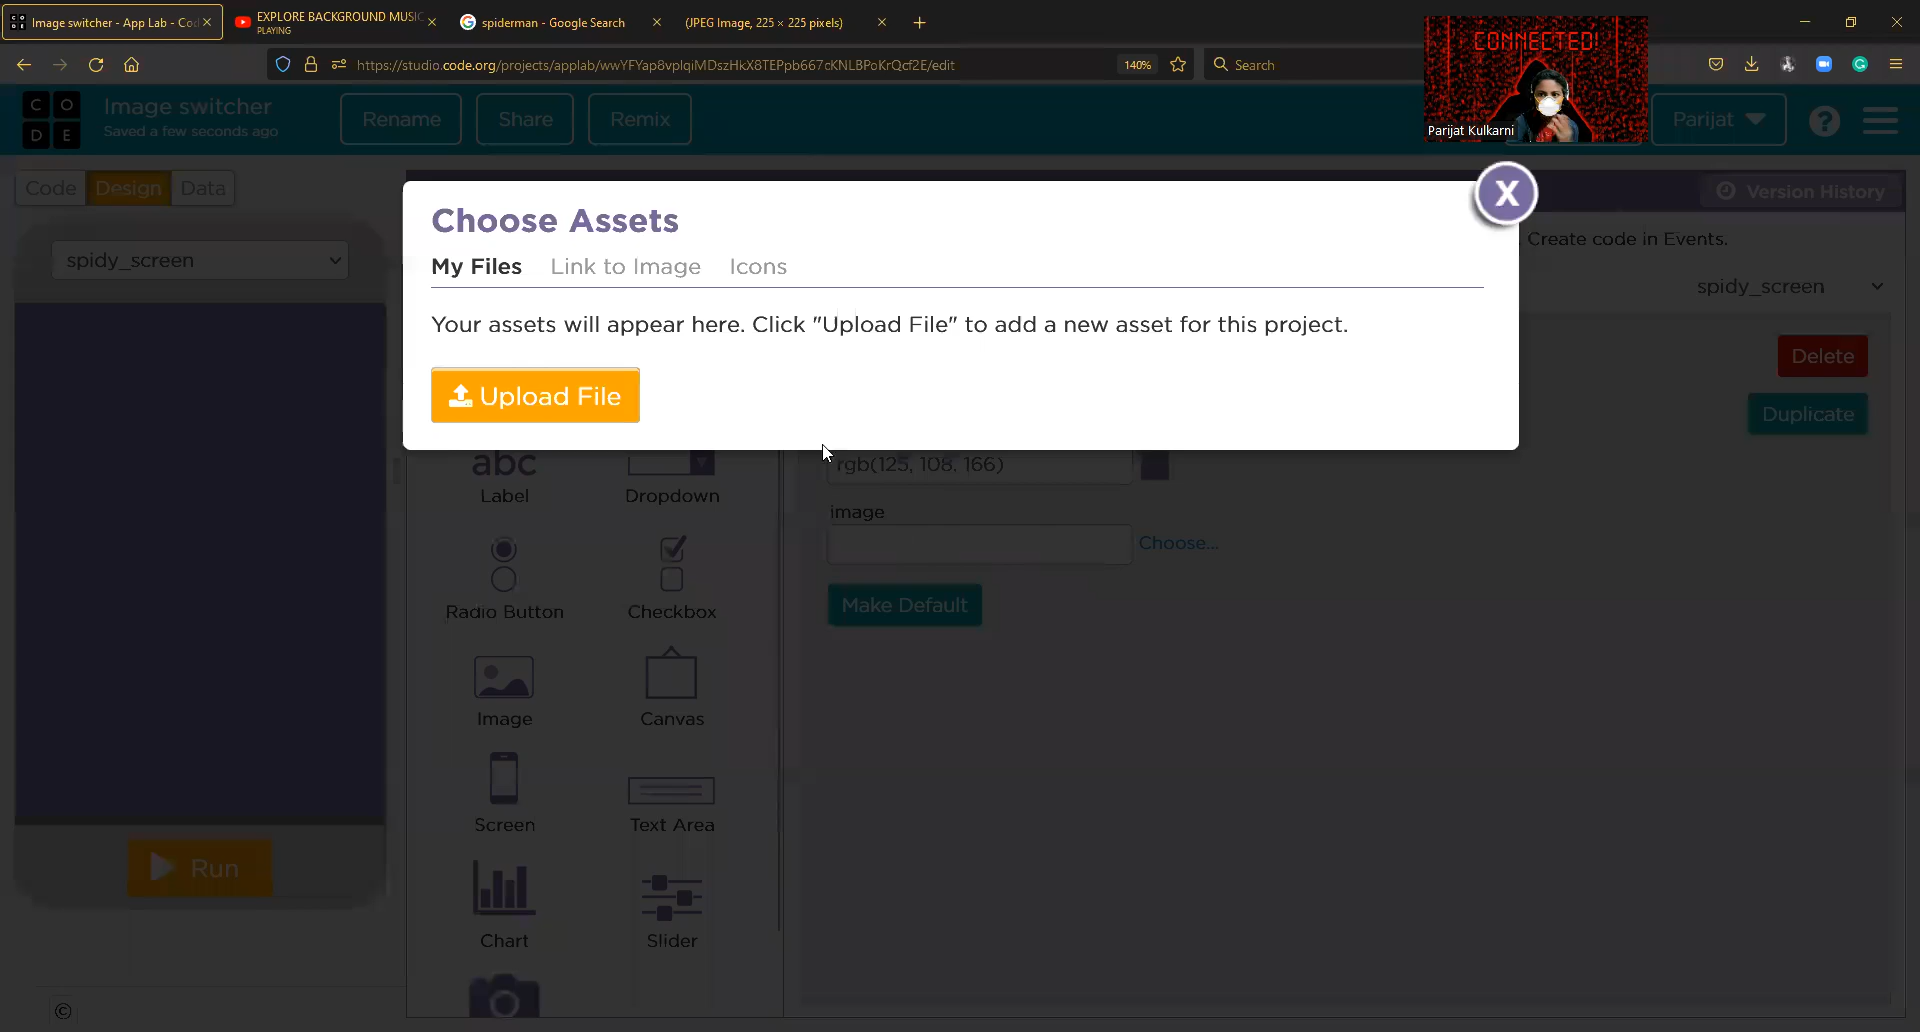 Image switcher - App Lab - Cod
EXPLORE BACKGROUND MUSIC
PLAYING
spiderman - Google Search
(JPEG Image, 225 × 225 pixels)
https://studio.code.org/projects/applab/wwYFYap8vplqiMDszHkX8TEPpb667cKNLBPoKrQcf2E/edit
140%
Search
CONNECTED!
Parijat Kulkarni
C O
D E
Image switcher
Saved a few seconds ago
Rename
Share
Remix
Parijat
?
Code
Design
Data
Version History
X
Choose Assets
My Files
Link to Image
Icons
Your assets will appear here. Click "Upload File" to add a new asset for this project.
Upload File
spidy_screen
. Create code in Events.
spidy_screen
Delete
Duplicate
abc
Label
Dropdown
rgb(125, 108, 166)
image
Choose...
Radio Button
Checkbox
Make Default
Image
Canvas
Screen
Text Area
Run
Chart
Slider
©